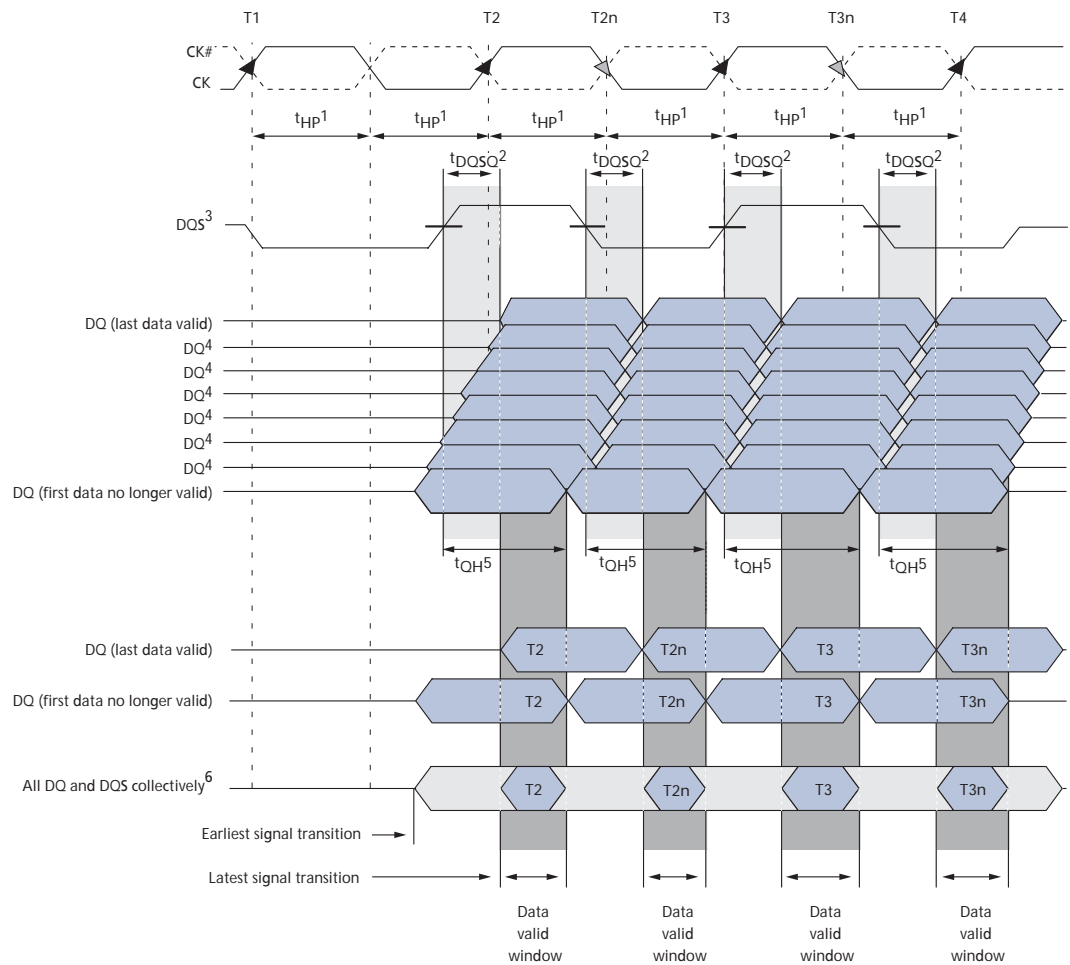 T1 T2 T2n T3 T3n T4
CK#
CK
tHP1 tHP1 tHP1 tHP1 tHP1 tHP1
tDQSQ2 tDQSQ2 tDQSQ2 tDQSQ2
DQS3
DQ (last data valid)
DQ4
DQ4
DQ4
DQ4
DQ4
DQ4
DQ (first data no longer valid)
tQH5 tQH5 tQH5 tQH5
DQ (last data valid) T2 T2n T3 T3n
DQ (first data no longer valid) T2 T2n T3 T3n
All DQ and DQS collectively6 T2 T2n T3 T3n
Earliest signal transition
Latest signal transition
Data Data Data Data
valid valid valid valid
window window window window